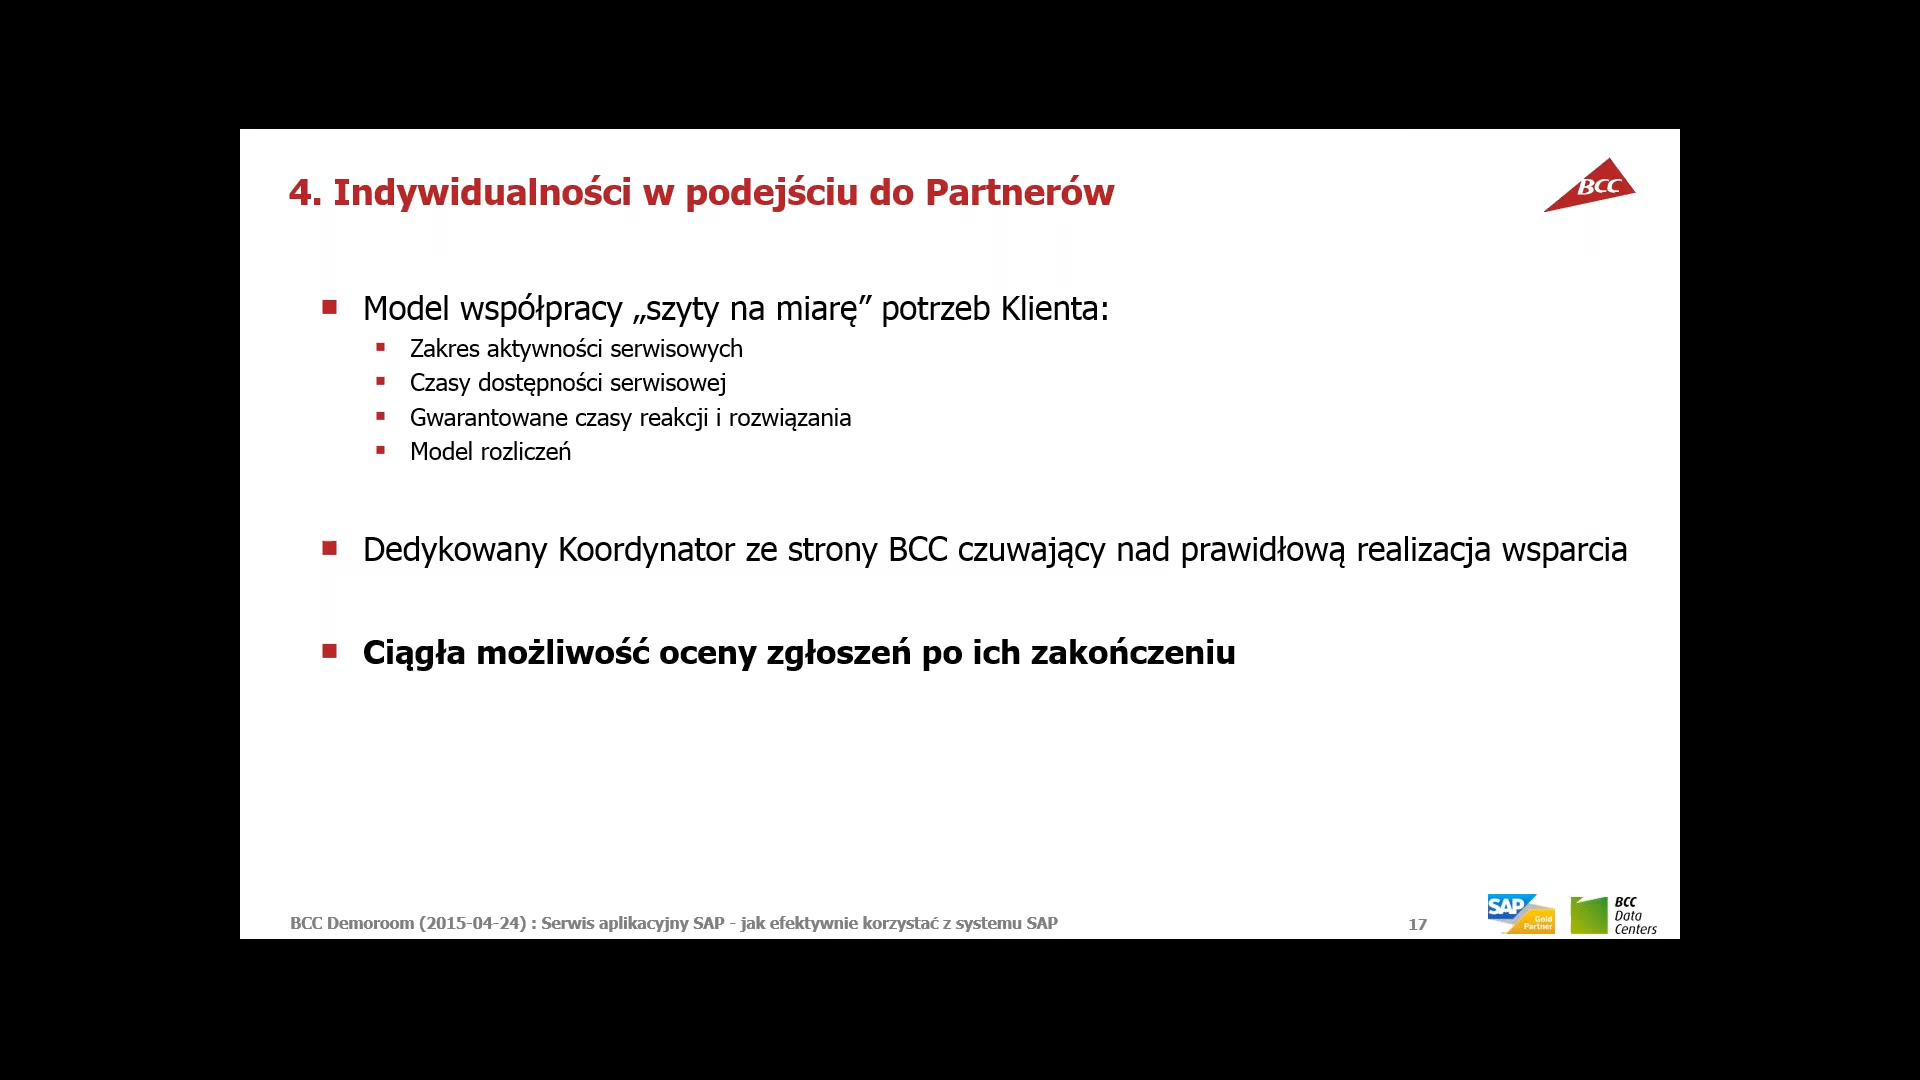 4. Indywidualności w podejściu do Partnerów
BCC
Model współpracy „szyty na miarę” potrzeb Klienta:
Zakres aktywności serwisowych
Czasy dostępności serwisowej
Gwarantowane czasy reakcji i rozwiązania
Model rozliczeń
Dedykowany Koordynator ze strony BCC czuwający nad prawidłową realizacja wsparcia
Ciągła możliwość oceny zgłoszeń po ich zakończeniu
BCC Demoroom (2015-04-24) : Serwis aplikacyjny SAP - jak efektywnie korzystać z systemu SAP
17
SAP
Gold
Partner
BCC
Data
Centers